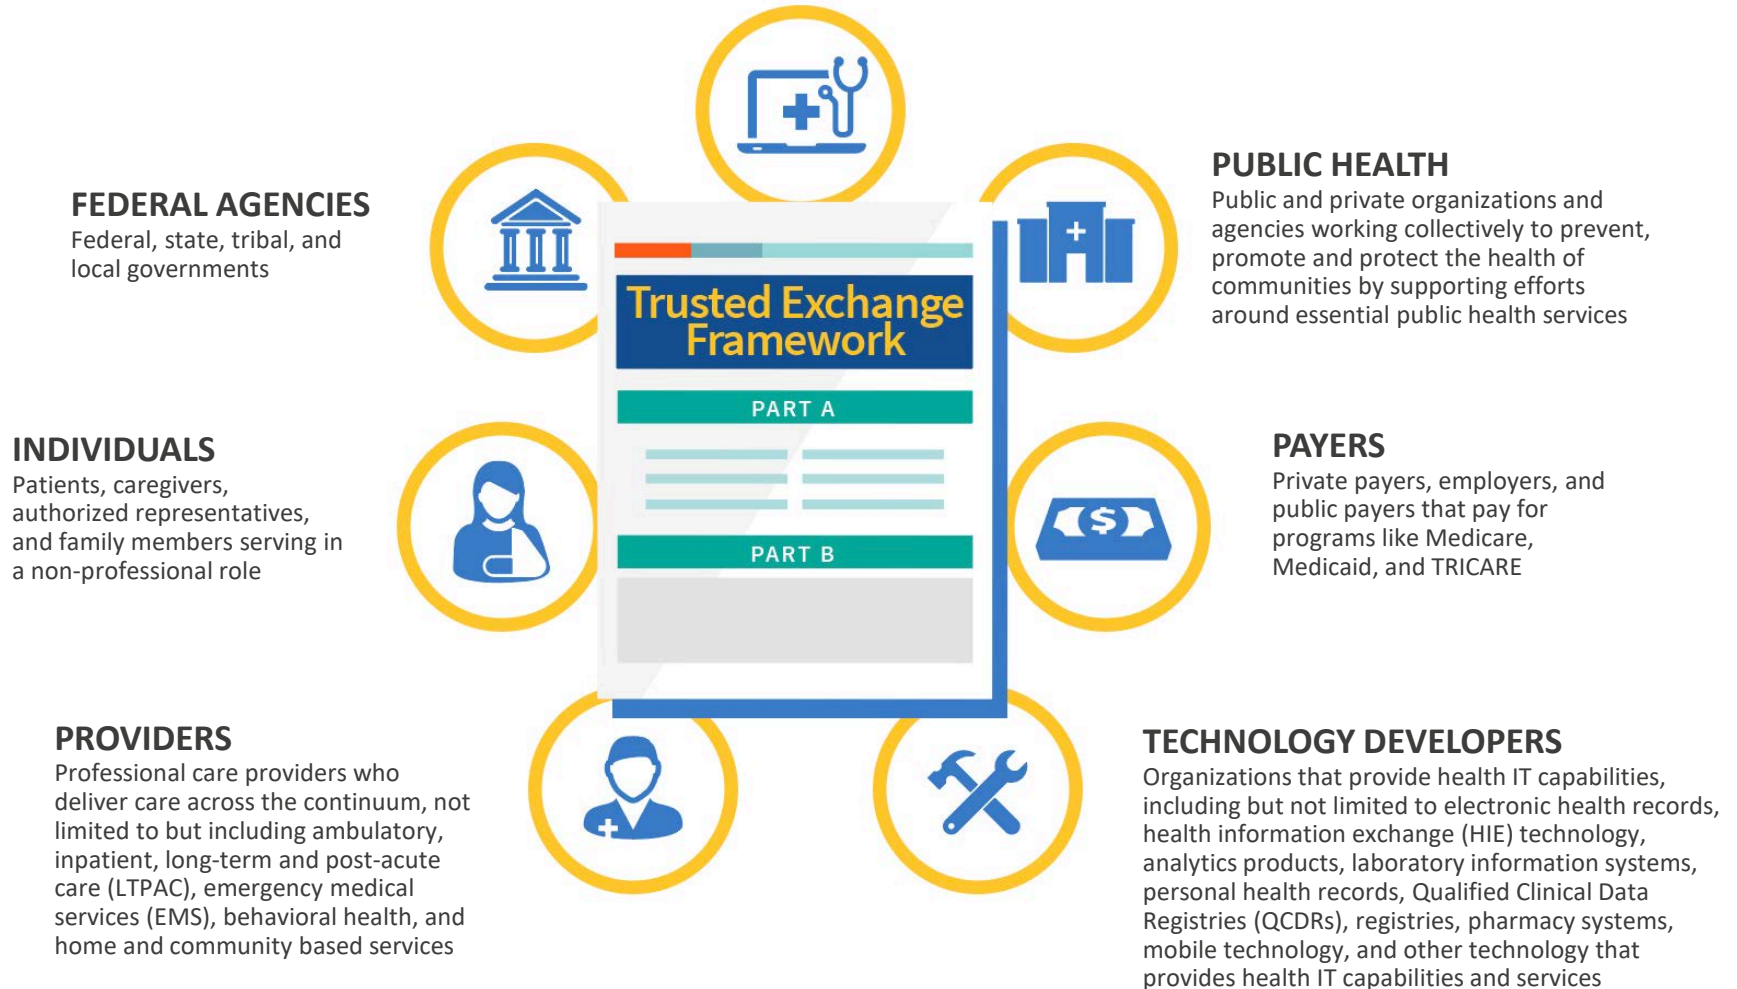 FEDERAL AGENCIES
Federal, state, tribal, and
local governments
INDIVIDUALS
Patients, caregivers,
authorized representatives,
and family members serving in
a non-professional role
PROVIDERS
Professional care providers who
deliver care across the continuum, not
limited to but including ambulatory,
inpatient, long-term and post-acute
care (LTPAC), emergency medical
services (EMS), behavioral health, and
home and community based services
Trusted Exchange
Framework
PART A
PART B
PUBLIC HEALTH
Public and private organizations and
agencies working collectively to prevent,
promote and protect the health of
communities by supporting efforts
around essential public health services
PAYERS
Private payers, employers, and
public payers that pay for
programs like Medicare,
Medicaid, and TRICARE
$
TECHNOLOGY DEVELOPERS
Organizations that provide health IT capabilities,
including but not limited to electronic health records,
health information exchange (HIE) technology,
analytics products, laboratory information systems,
personal health records, Qualified Clinical Data
Registries (QCDRs), registries, pharmacy systems,
mobile technology, and other technology that
provides health IT capabilities and services